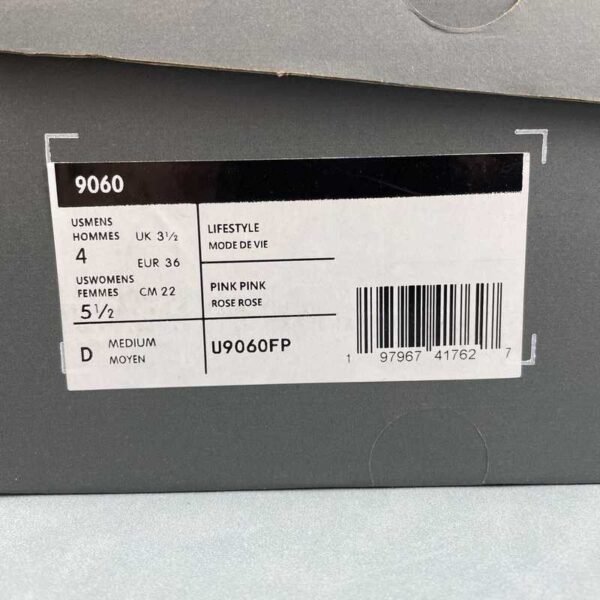 9060
USMENS
HOMMES UK 3½
4 EUR 36
USWOMENS
FEMMES CM 22
5½
D MEDIUM
MOYEN
LIFESTYLE
MODE DE VIE
PINK PINK
ROSE ROSE
U9060FP
1 97967 41762 7